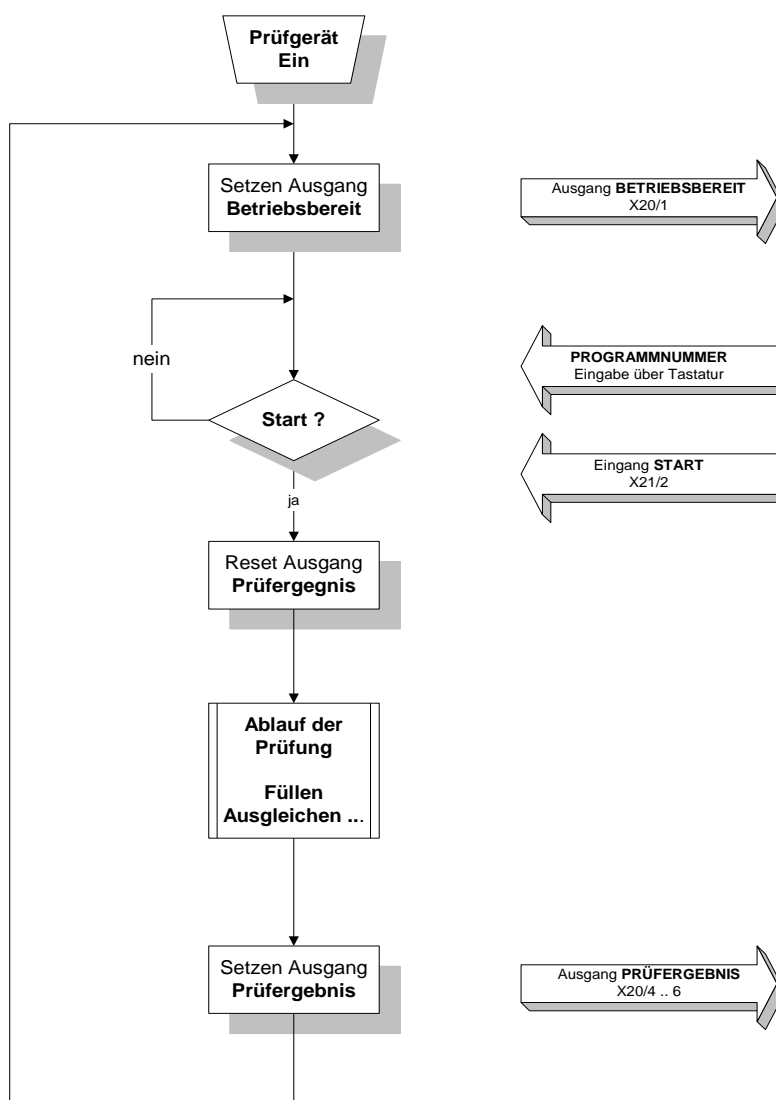 Prüfgerät
Ein
Setzen Ausgang
Betriebsbereit
Ausgang BETRIEBSBEREIT
X20/1
nein
PROGRAMMNUMMER
Eingabe über Tastatur
Start ?
Eingang START
X21/2
ja
Reset Ausgang
Prüfergegnis
Ablauf der
Prüfung
Füllen
Ausgleichen ...
Setzen Ausgang
Prüfergebnis
Ausgang PRÜFERGEBNIS
X20/4 .. 6